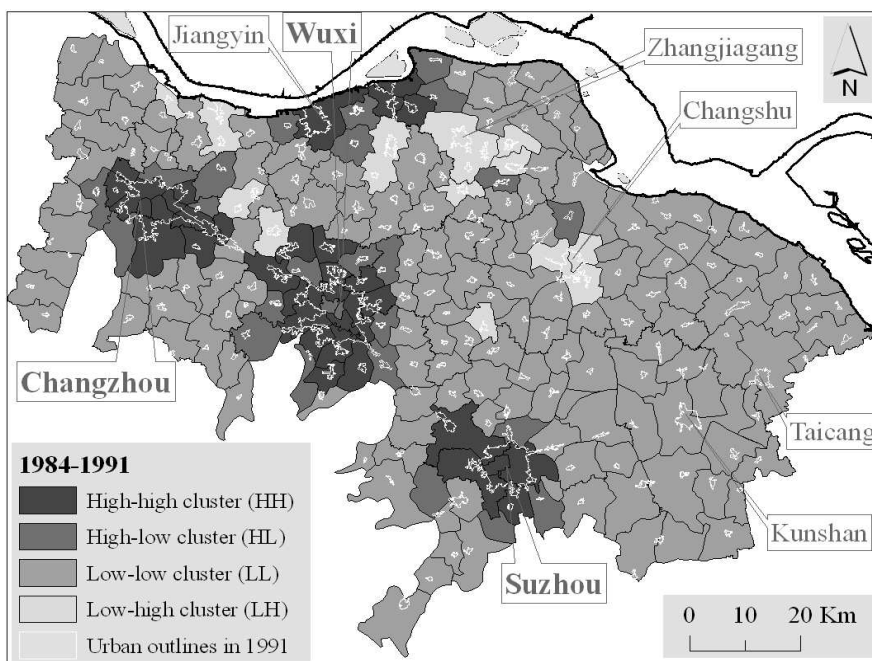 Jiangyin
Wuxi
Zhangjiagang
Changshu
N
Changzhou
Taicang
Kunshan
Suzhou
1984-1991
High-high cluster (HH)
High-low cluster (HL)
Low-low cluster (LL)
Low-high cluster (LH)
Urban outlines in 1991
0 10 20 Km